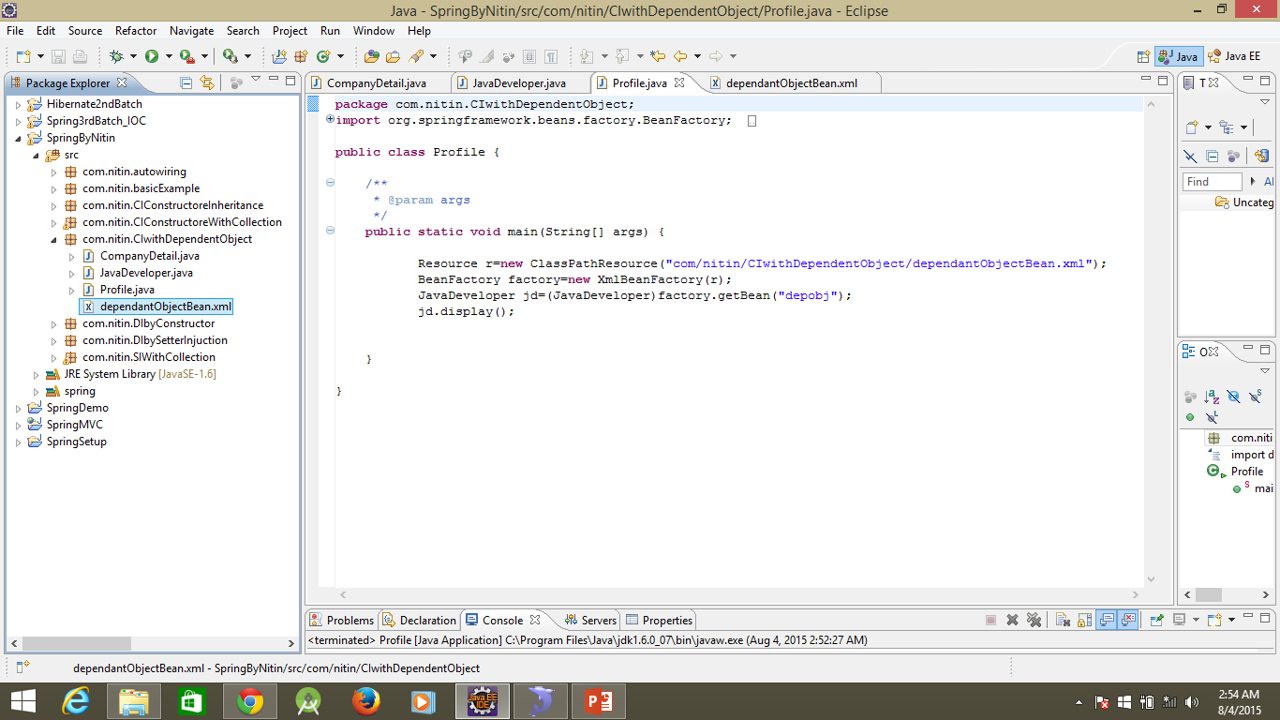 Java - SpringByNitin/src/com/nitin/CIwithDependentObject/Profile.java - Eclipse
File Edit Source Refactor Navigate Search Project Run Window Help
Java Java EE
Package Explorer
Hibernate2ndBatch
Spring3rdBatch_IOC
SpringByNitin
src
com.nitin.autowiring
com.nitin.basicExample
com.nitin.CIConstructoreInheritance
com.nitin.CIConstructoreWithCollection
com.nitin.CIwithDependentObject
CompanyDetail.java
JavaDeveloper.java
Profile.java
dependantObjectBean.xml
com.nitin.DIbyConstructor
com.nitin.DIbySetterInjuction
com.nitin.SIWithCollection
JRE System Library [JavaSE-1.6]
spring
SpringDemo
SpringMVC
SpringSetup
CompanyDetail.java JavaDeveloper.java Profile.java dependantObjectBean.xml
package com.nitin.CIwithDependentObject;
import org.springframework.beans.factory.BeanFactory;
public class Profile {
/**
* @param args
*/
public static void main(String[] args) {
Resource r=new ClassPathResource("com/nitin/CIwithDependentObject/dependantObjectBean.xml");
BeanFactory factory=new XmlBeanFactory(r);
JavaDeveloper jd=(JavaDeveloper)factory.getBean("depobj");
jd.display();
}
}
T
Find Al
Uncateg
O
com.niti
import d
Profile
mai
Problems Declaration Console Servers Properties
<terminated> Profile [Java Application] C:\Program Files\Java\jdk1.6.0_07\bin\javaw.exe (Aug 4, 2015 2:52:27 AM)
dependantObjectBean.xml - SpringByNitin/src/com/nitin/CIwithDependentObject
Java EE
IDE
2:54 AM
8/4/2015